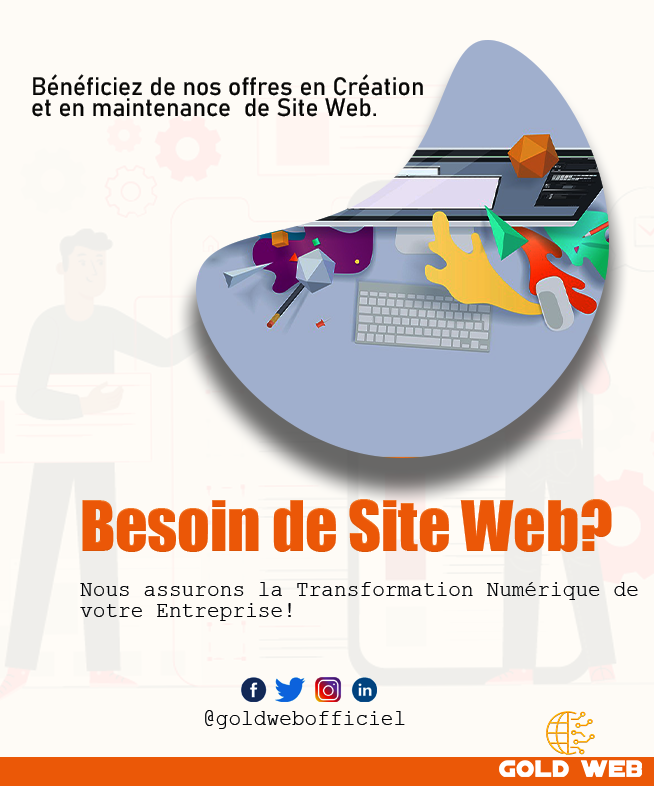 Bénéficiez de nos offres en Création
et en maintenance de Site Web.
Besoin de Site Web?
Nous assurons la Transformation Numérique de
votre Entreprise!
@goldwebofficiel
GOLD WEB